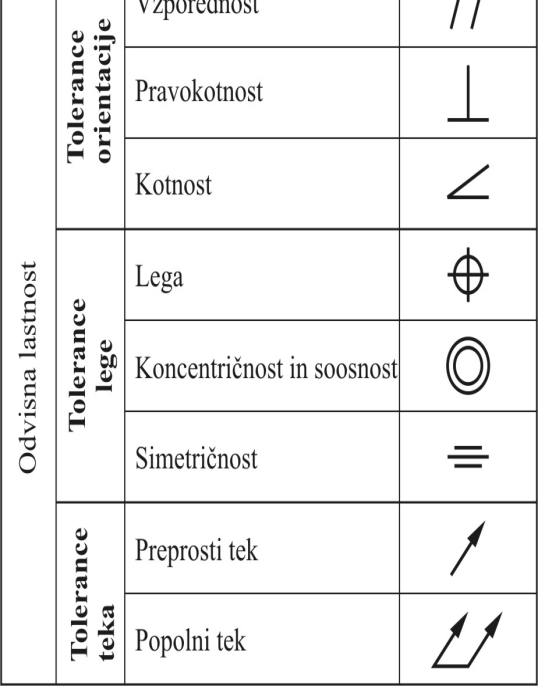 Odvisna lastnost
Tolerance
orientacije
Vzporednost
Pravokotnost
Kotnost
Tolerance
lege
Lega
Koncentričnost in soosnost
Simetričnost
Tolerance
teka
Preprosti tek
Popolni tek